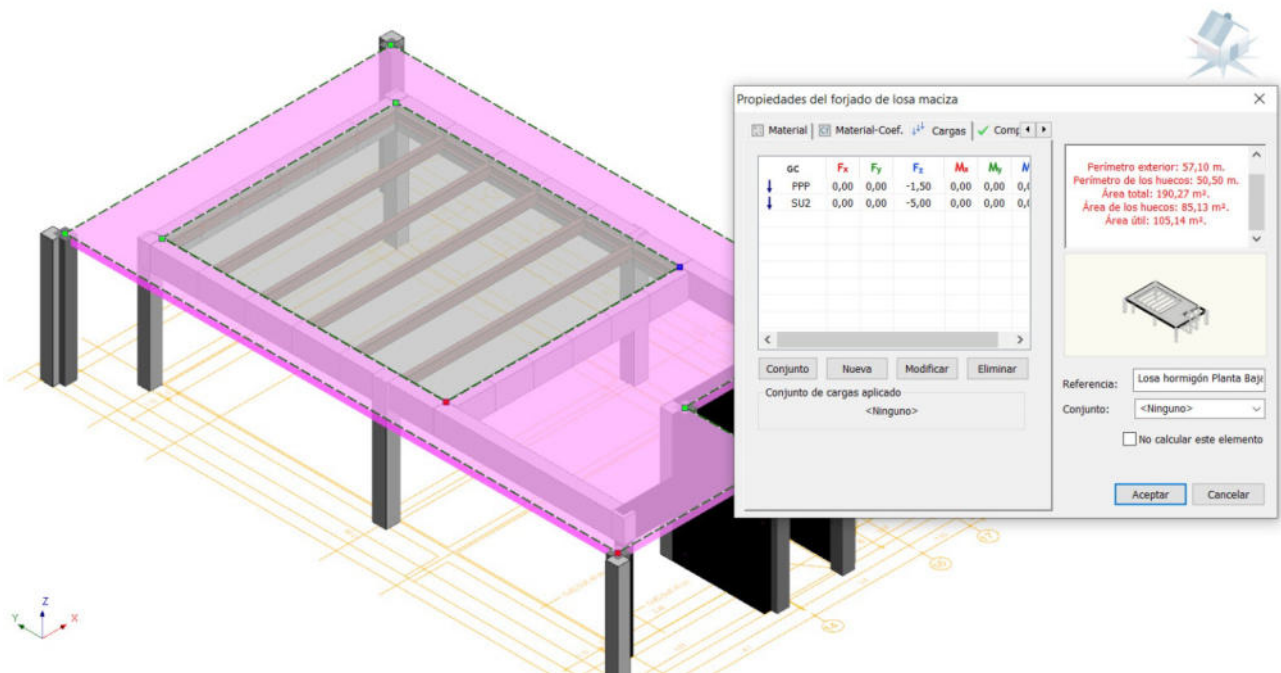 Propiedades del forjado de losa maciza
Material
Material-Coef.
Cargas
GC Fx Fy Fz Mx My
PPP 0,00 0,00 -1,50 0,00 0,00
SU2 0,00 0,00 -5,00 0,00 0,00
Conjunto Nueva Modificar Eliminar
Conjunto de cargas aplicado
<Ninguno>
Perímetro exterior: 57,10 m.
Perímetro de los huecos: 50,50 m.
Área total: 190,27 m².
Área de los huecos: 85,13 m².
Área útil: 105,14 m².
Referencia: Losa hormigón Planta Baja
Conjunto: <Ninguno>
No calcular este elemento
Aceptar Cancelar
Z
Y
X